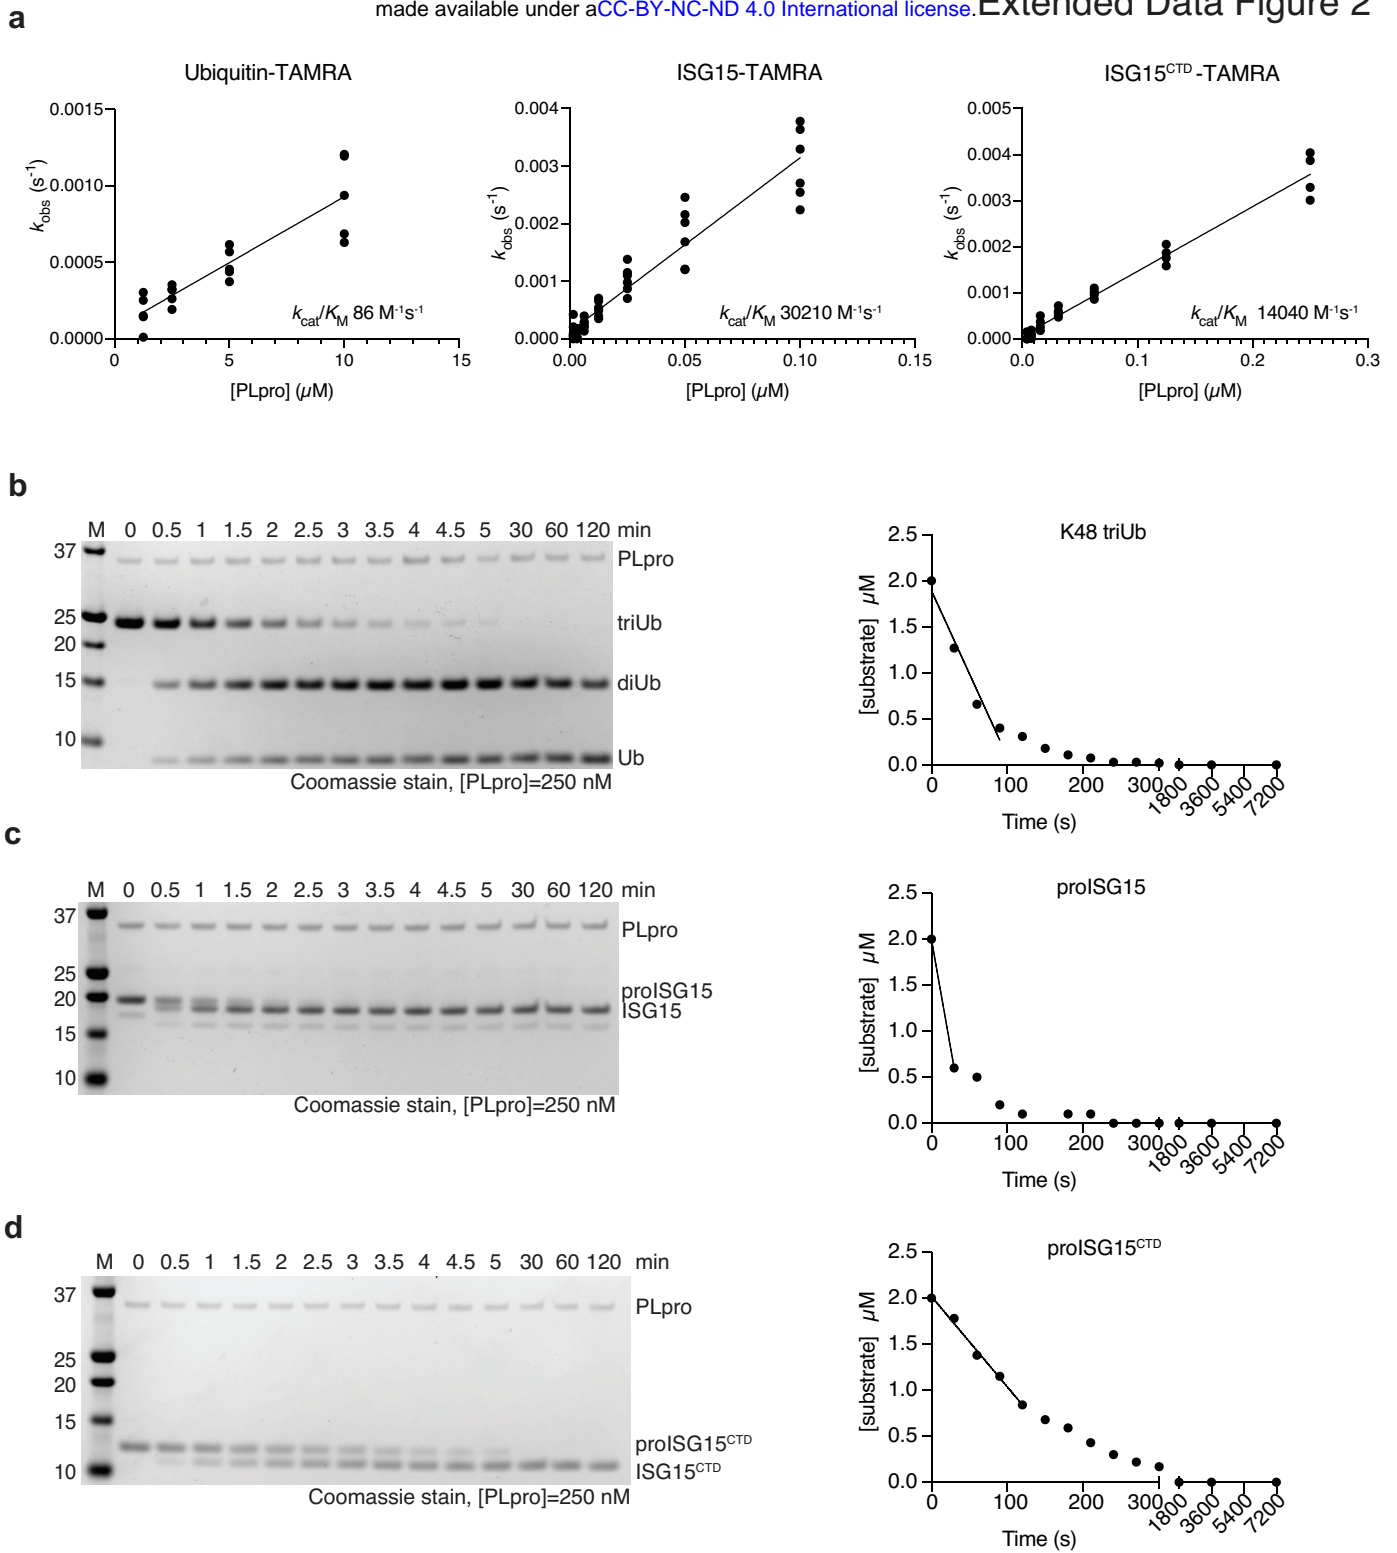 made available under aCC-BY-NC-ND 4.0 International license.
Extended Data Figure 2
a
Ubiquitin-TAMRA
0.0015
0.0010
0.0005
0.0000
kobs (s-1)
kcat/KM 86 M-1s-1
0 5 10 15
[PLpro] (µM)
ISG15-TAMRA
0.004
0.003
0.002
0.001
0.000
kobs (s-1)
kcat/KM 30210 M-1s-1
0.00 0.05 0.10 0.15
[PLpro] (µM)
ISG15CTD-TAMRA
0.005
0.004
0.003
0.002
0.001
0.000
kobs (s-1)
kcat/KM 14040 M-1s-1
0.0 0.1 0.2 0.3
[PLpro] (µM)
b
M 0 0.5 1 1.5 2 2.5 3 3.5 4 4.5 5 30 60 120 min
37
25
20
15
10
PLpro
triUb
diUb
Ub
Coomassie stain, [PLpro]=250 nM
K48 triUb
2.5
2.0
1.5
1.0
0.5
0.0
[substrate] µM
0 100 200 300 1800 3600 5400 7200
Time (s)
c
M 0 0.5 1 1.5 2 2.5 3 3.5 4 4.5 5 30 60 120 min
37
25
20
15
10
PLpro
proISG15
ISG15
Coomassie stain, [PLpro]=250 nM
proISG15
2.5
2.0
1.5
1.0
0.5
0.0
[substrate] µM
0 100 200 300 1800 3600 5400 7200
Time (s)
d
M 0 0.5 1 1.5 2 2.5 3 3.5 4 4.5 5 30 60 120 min
37
25
20
15
10
PLpro
proISG15CTD
ISG15CTD
Coomassie stain, [PLpro]=250 nM
proISG15CTD
2.5
2.0
1.5
1.0
0.5
0.0
[substrate] µM
0 100 200 300 1800 3600 5400 7200
Time (s)